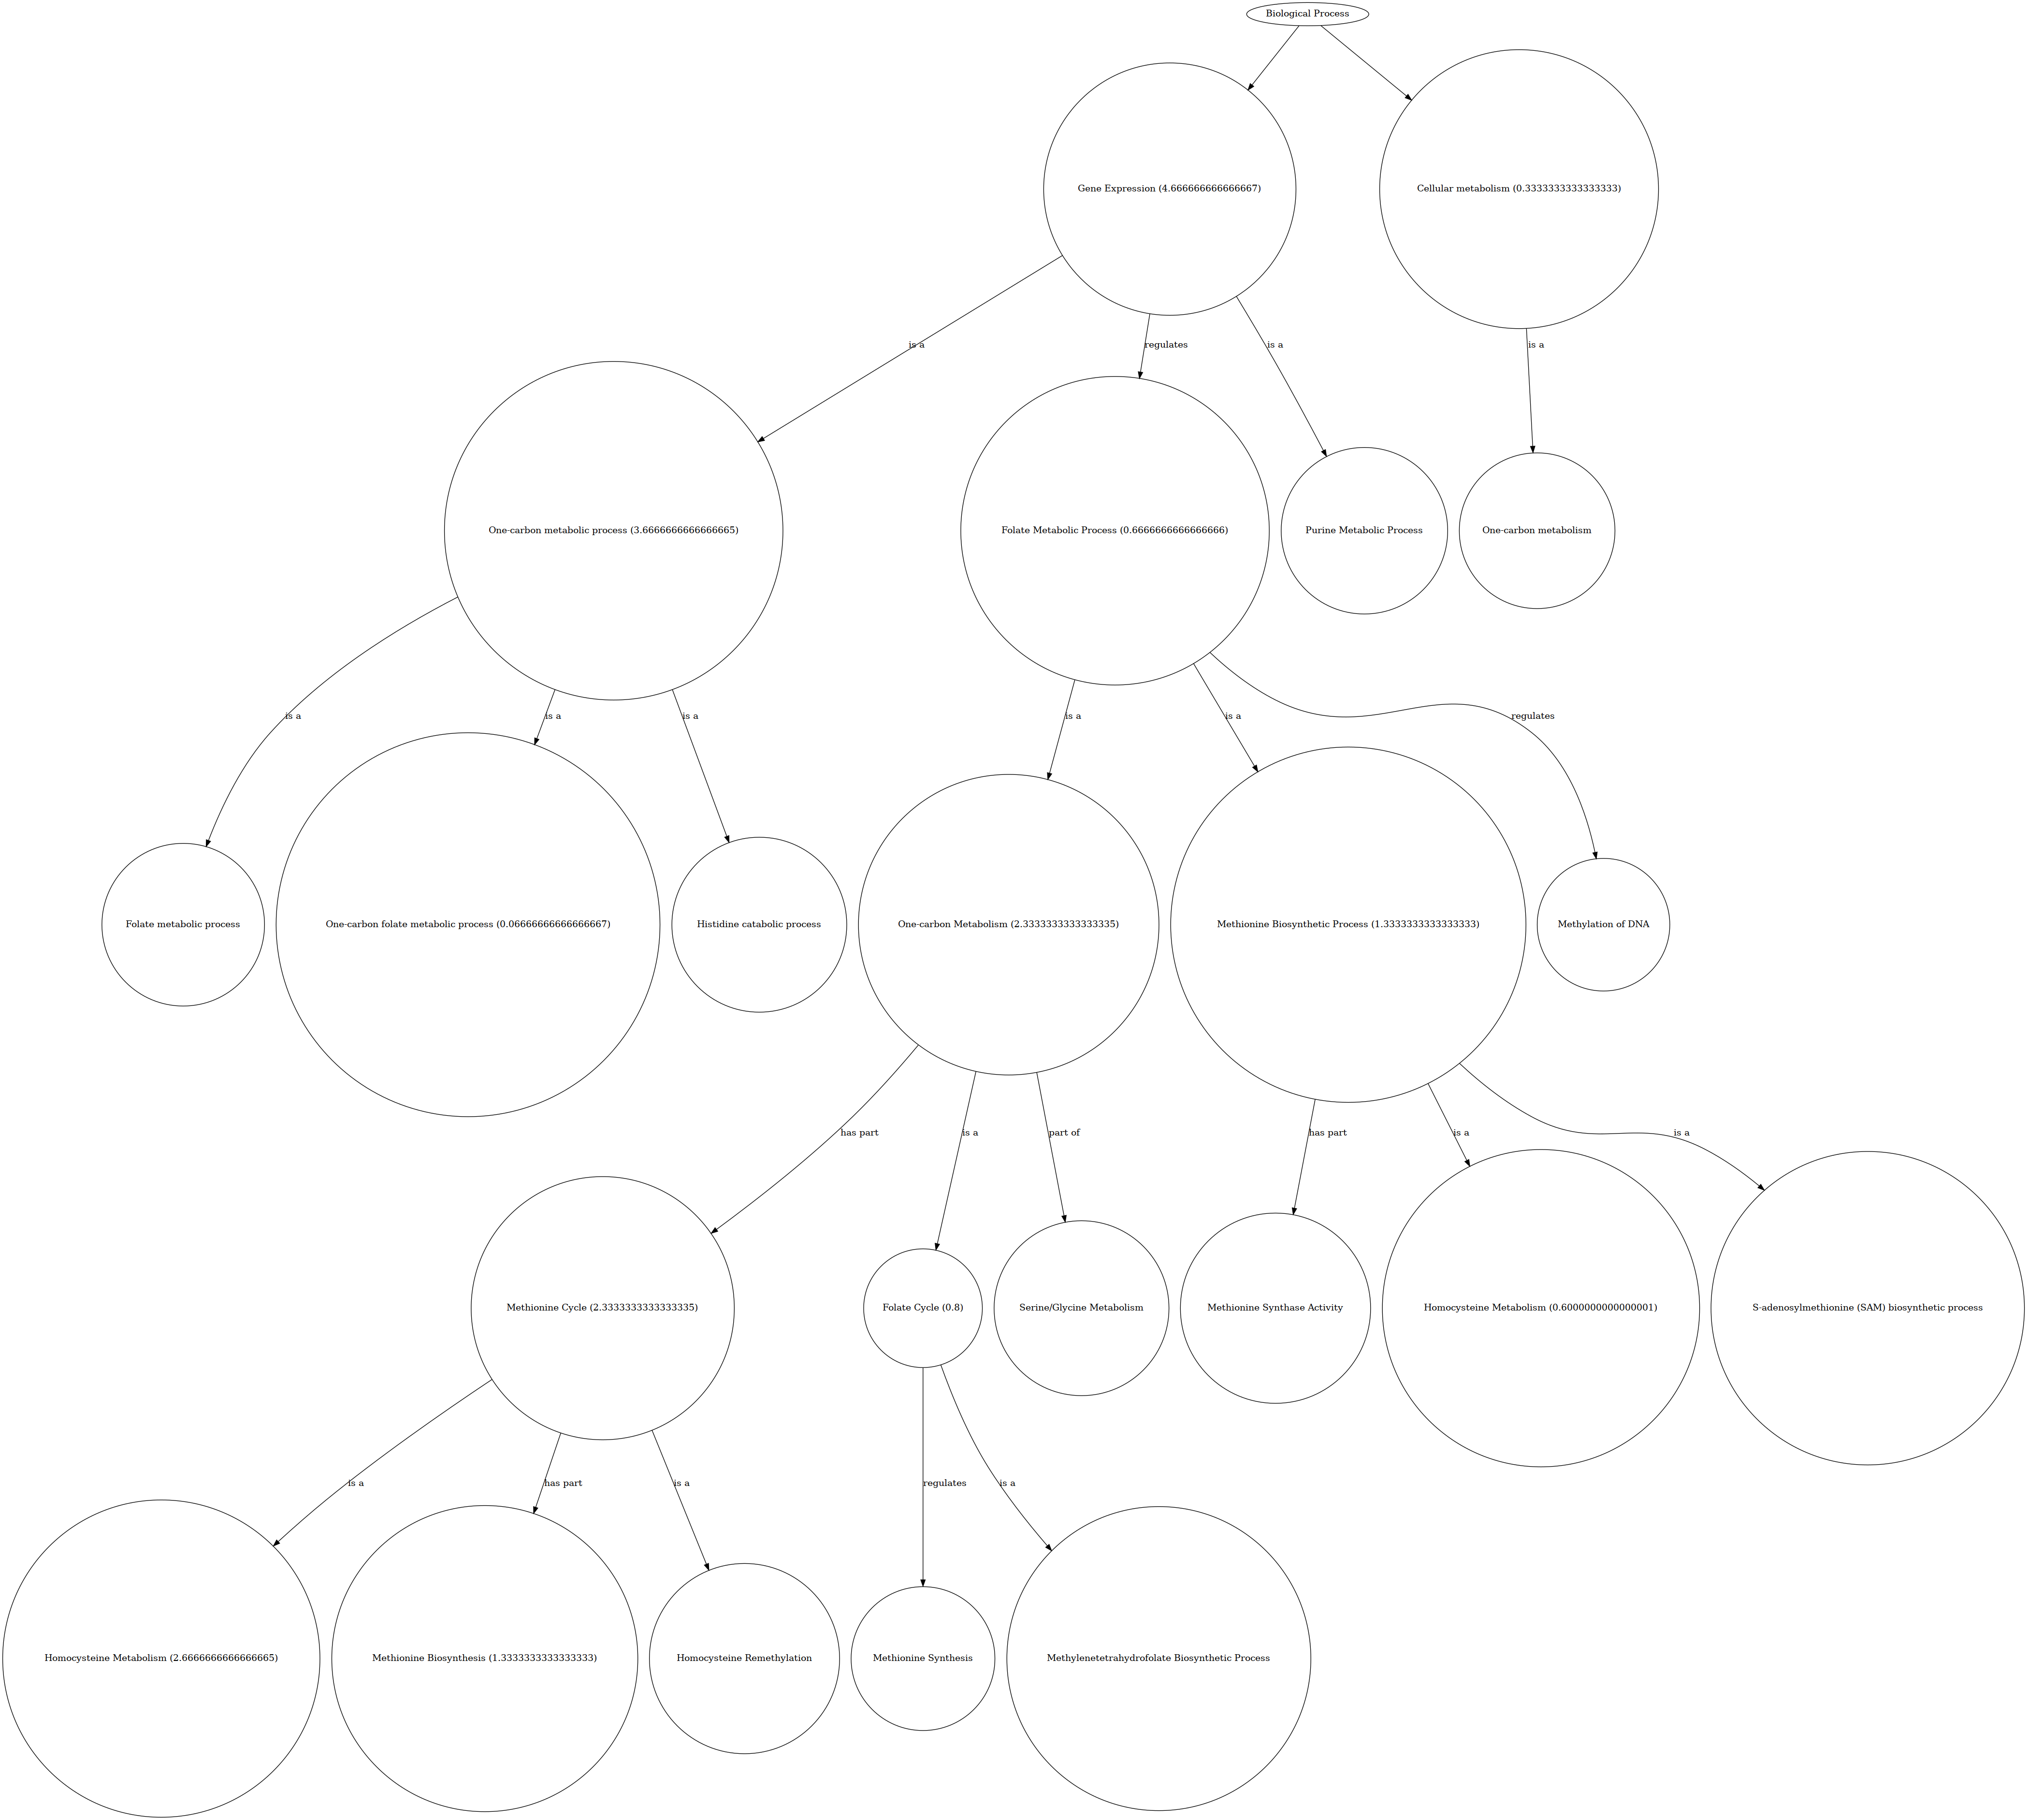 Biological Process
Gene Expression (4.666666666666667)
Cellular metabolism (0.3333333333333333)
is a
regulates
is a
is a
One-carbon metabolic process (3.6666666666666665)
Folate Metabolic Process (0.6666666666666666)
Purine Metabolic Process
One-carbon metabolism
is a
is a
is a
is a
is a
regulates
Folate metabolic process
One-carbon folate metabolic process (0.06666666666666667)
Histidine catabolic process
One-carbon Metabolism (2.3333333333333335)
Methionine Biosynthetic Process (1.3333333333333333)
Methylation of DNA
has part
is a
part of
has part
is a
is a
Methionine Cycle (2.3333333333333335)
Folate Cycle (0.8)
Serine/Glycine Metabolism
Methionine Synthase Activity
Homocysteine Metabolism (0.6000000000000001)
S-adenosylmethionine (SAM) biosynthetic process
is a
has part
is a
regulates
is a
Homocysteine Metabolism (2.6666666666666665)
Methionine Biosynthesis (1.3333333333333333)
Homocysteine Remethylation
Methionine Synthesis
Methylenetetrahydrofolate Biosynthetic Process